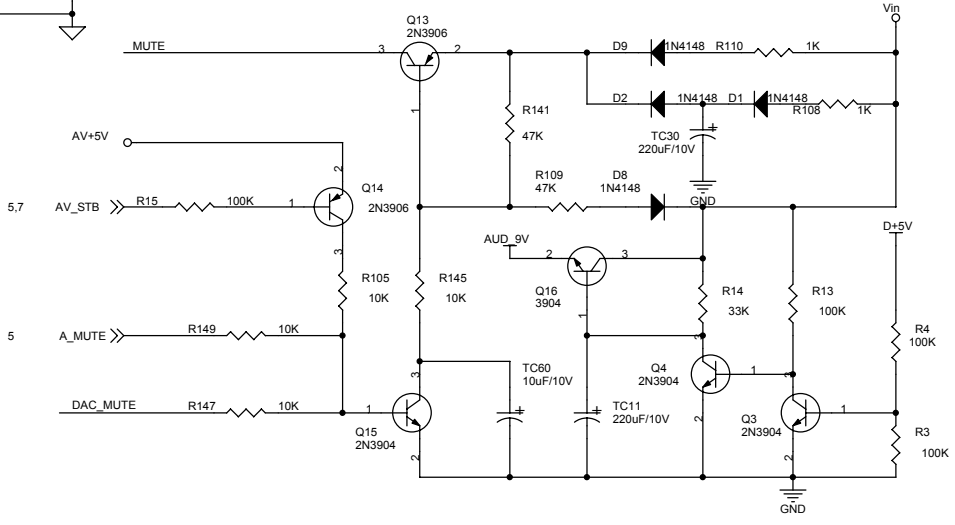 Vin
Q13
2N3906
MUTE
3
2
D9
1N4148
R110
1K
1
R141
47K
D2
1N4148
D1
1N4148
R108
1K
TC30
220uF/10V
+
GND
AV+5V
2
Q14
2N3906
5,7
AV_STB
R15
100K
1
3
R109
47K
D8
1N4148
D+5V
AUD_9V
2
3
Q16
3904
1
R105
10K
R145
10K
R14
33K
R13
100K
5
A_MUTE
R149
10K
R4
100K
3
Q4
2N3904
1
2
3
TC60
10uF/10V
+
DAC_MUTE
R147
10K
1
3
Q15
2N3904
2
TC11
220uF/10V
+
Q3
2N3904
1
2
R3
100K
GND